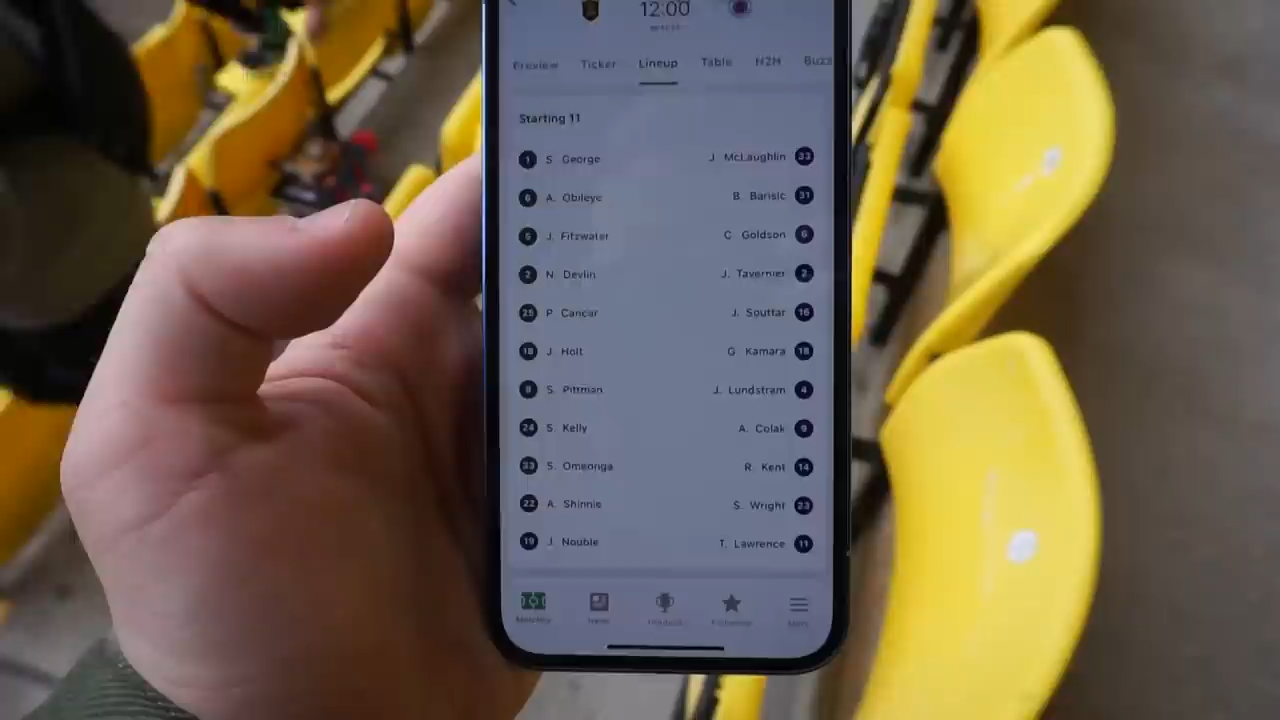 12:00
Preview Ticker Lineup Table H2H Buzz
Starting 11
1 S. George J. McLaughlin 33
6 A. Obileye B. Barisic 31
5 J. Fitzwater C. Goldson 6
2 N. Devlin J. Tavernier 2
25 P. Cancar J. Souttar 16
18 J. Holt G. Kamara 18
8 S. Pittman J. Lundstram 4
24 S. Kelly A. Colak 9
33 S. Omeonga R. Kent 14
22 A. Shinnie S. Wright 23
19 J. Nouble T. Lawrence 11
Matches News